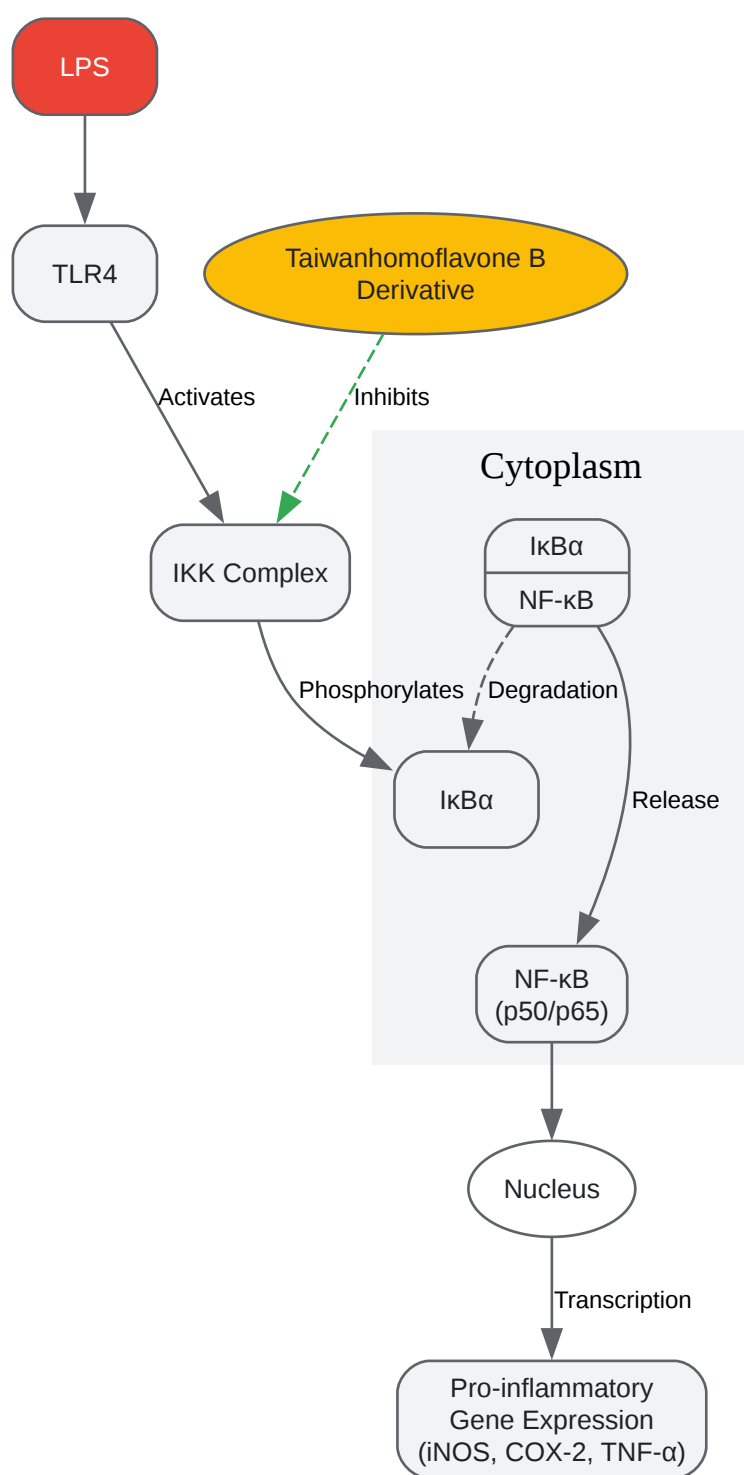 LPS
TLR4
Taiwanhomoflavone B
Derivative
Activates
Inhibits
Cytoplasm
IKK Complex
IκBα
NF-κB
Phosphorylates
Degradation
IκBα
Release
NF-κB
(p50/p65)
Nucleus
Transcription
Pro-inflammatory
Gene Expression
(iNOS, COX-2, TNF-α)